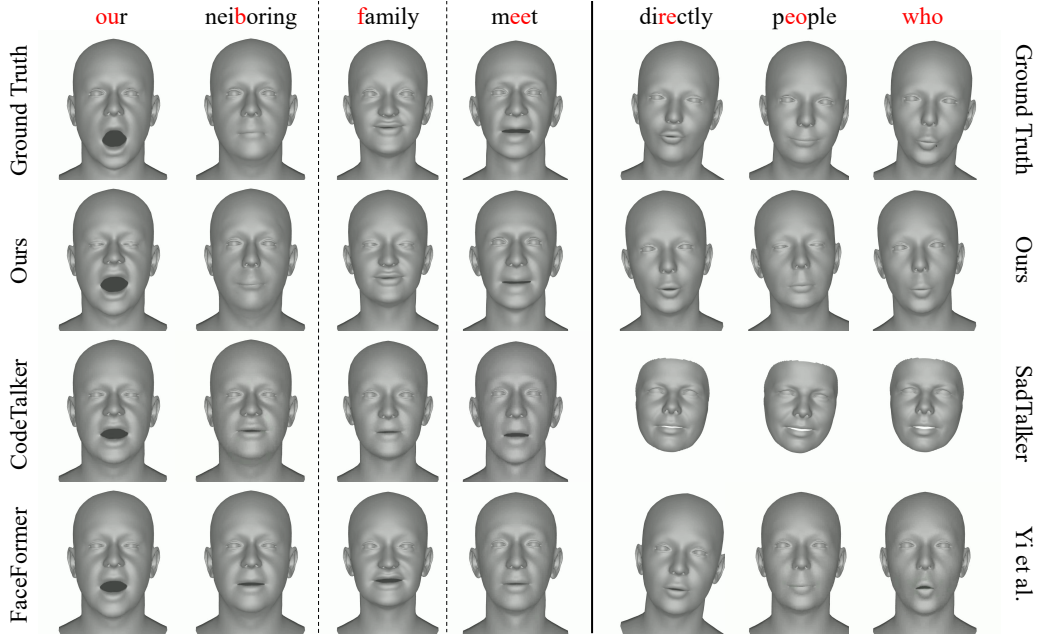 our neiboring family meet directly people who
Ground Truth
Ground Truth
Ours
Ours
CodeTalker
SadTalker
FaceFormer
Yi et al.